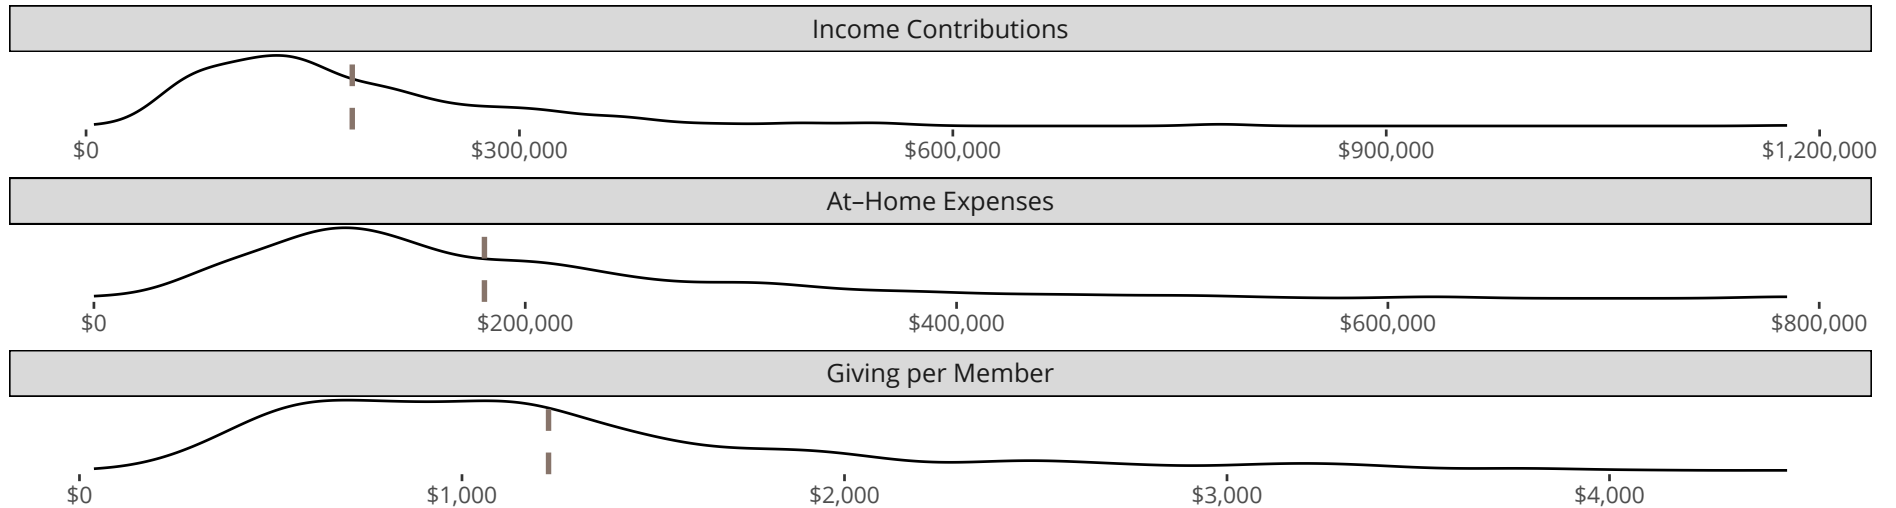 Income Contributions
$0 $300,000 $600,000 $900,000 $1,200,000
At–Home Expenses
$0 $200,000 $400,000 $600,000 $800,000
Giving per Member
$0 $1,000 $2,000 $3,000 $4,000